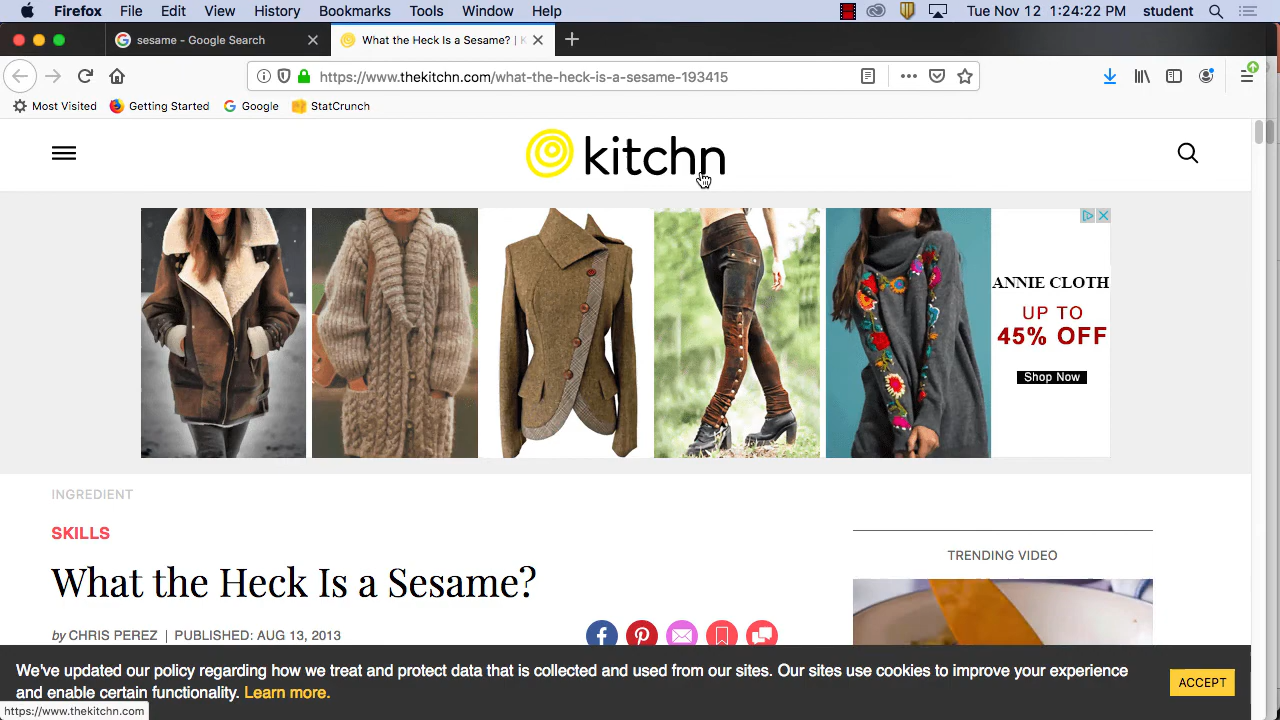 Firefox File Edit View History Bookmarks Tools Window Help Tue Nov 12 1:24:22 PM student
sesame - Google Search
What the Heck Is a Sesame? | K
https://www.thekitchn.com/what-the-heck-is-a-sesame-193415
Most Visited Getting Started Google StatCrunch
kitchn
ANNIE CLOTH
UP TO
45% OFF
Shop Now
INGREDIENT
SKILLS
TRENDING VIDEO
What the Heck Is a Sesame?
by CHRIS PEREZ | PUBLISHED: AUG 13, 2013
We've updated our policy regarding how we treat and protect data that is collected and used from our sites. Our sites use cookies to improve your experience
and enable certain functionality. Learn more.
ACCEPT
https://www.thekitchn.com